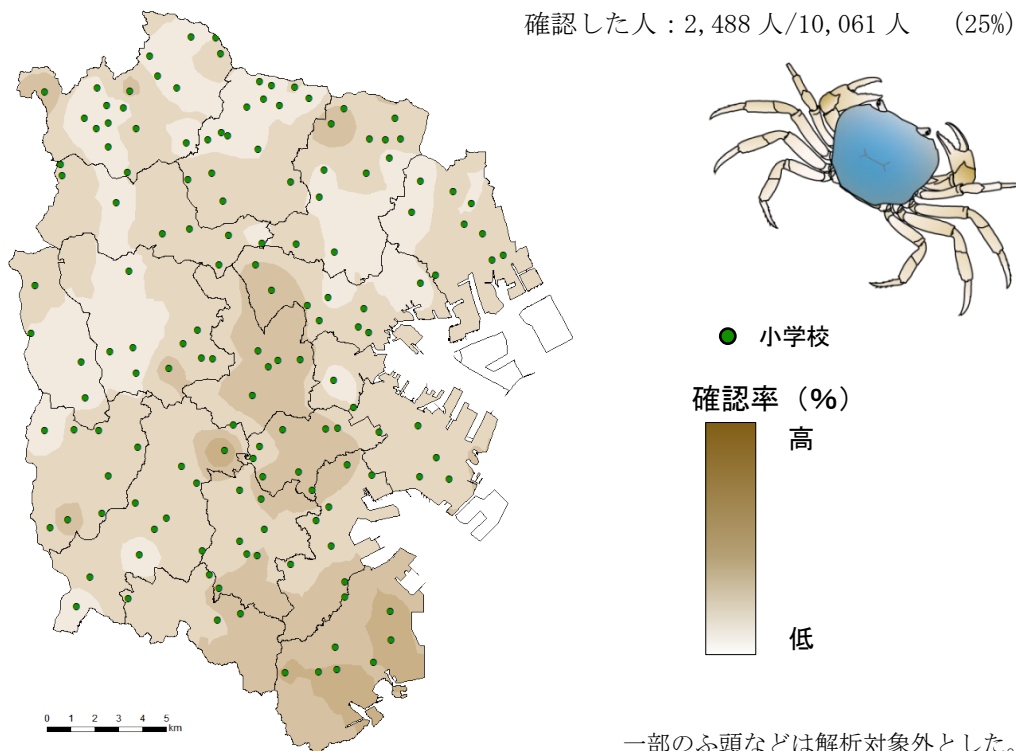 確認した人：2,488 人/10,061 人　(25%)
小学校
確認率（%）
高
低
0 1 2 3 4 5
km
一部のふ頭などは解析対象外とした。